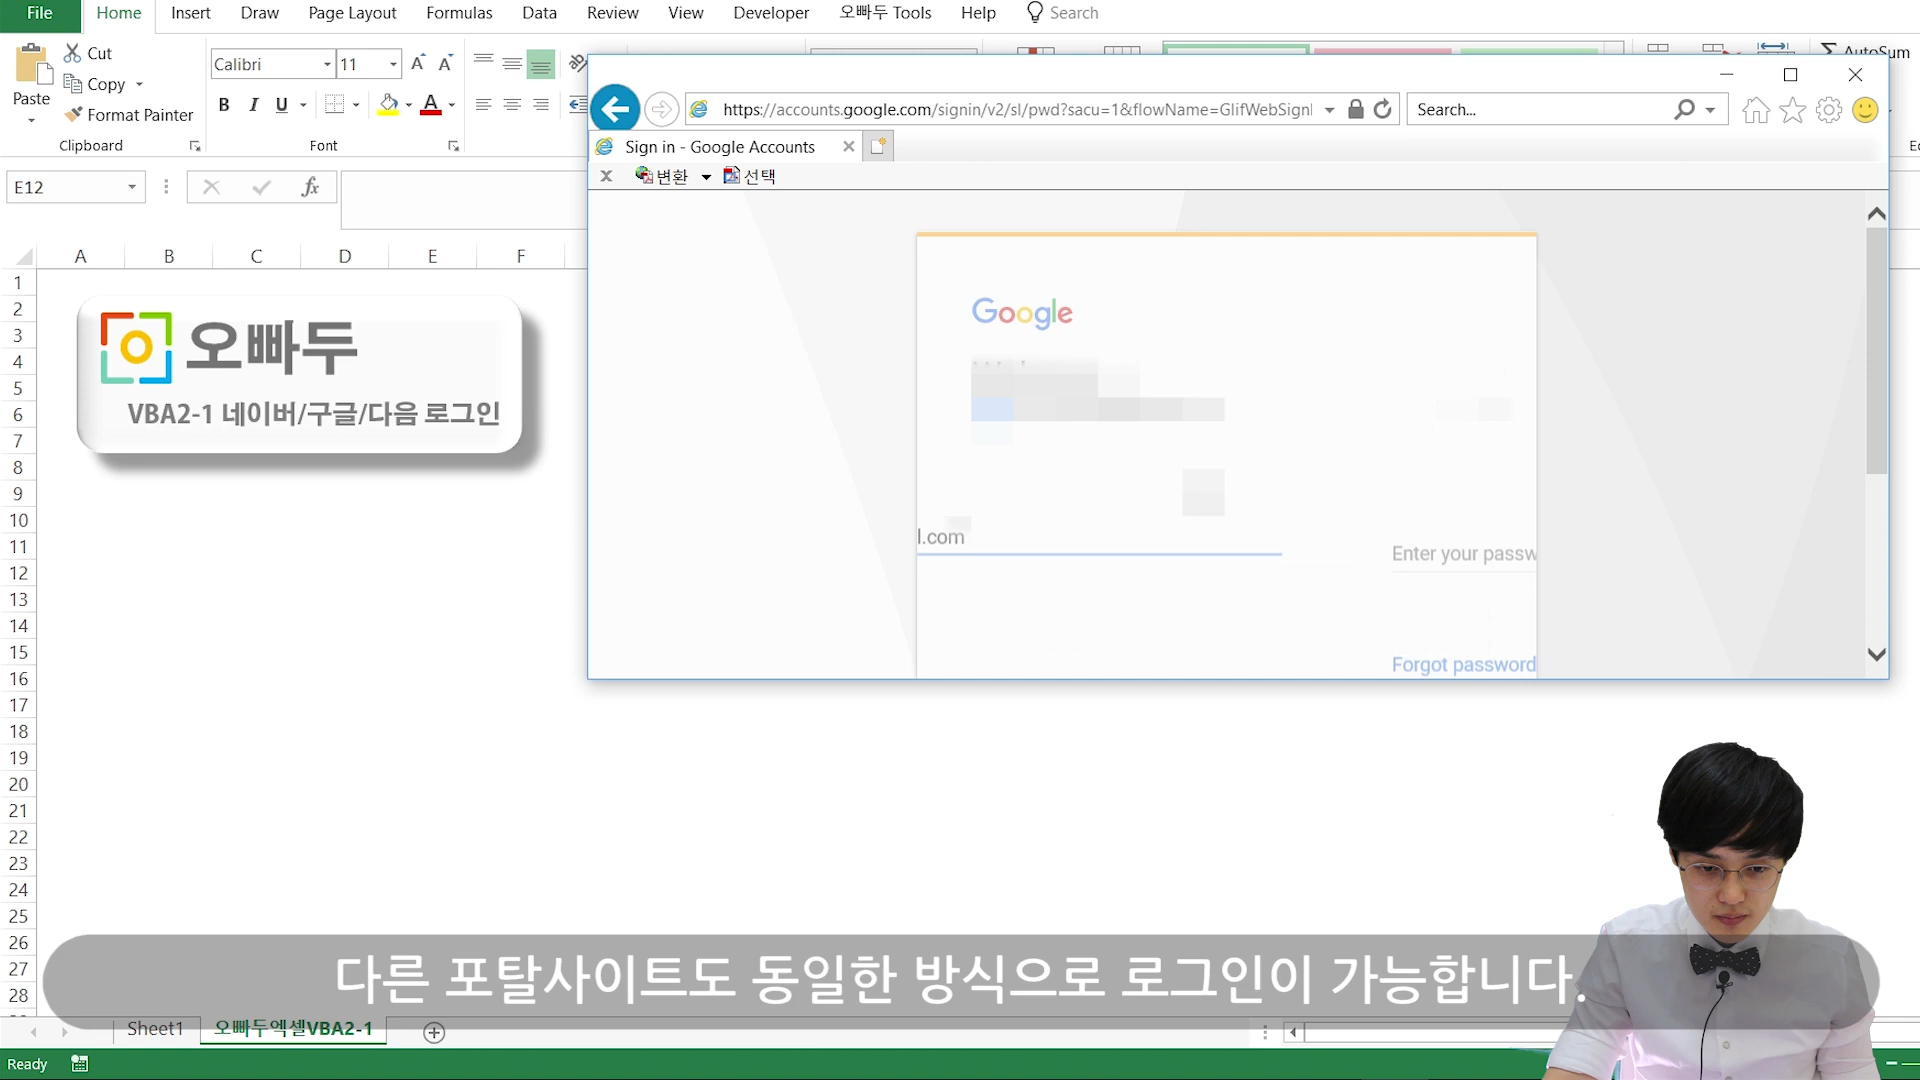 File Home Insert Draw Page Layout Formulas Data Review View Developer 오빠두 Tools Help Search
Cut
Copy
Paste
Format Painter
Clipboard
Calibri 11
B I U
Font
AutoSum
https://accounts.google.com/signin/v2/sl/pwd?sacu=1&flowName=GlifWebSignI
Search...
Sign in - Google Accounts
변환 선택
E12
fx
A B C D E F
1
2
3
4
5
6
7
8
9
10
11
12
13
14
15
16
17
18
19
20
21
22
23
24
25
26
27
28
오빠두
VBA2-1 네이버/구글/다음 로그인
Google
l.com
Enter your passw
Forgot password
다른 포탈사이트도 동일한 방식으로 로그인이 가능합니다.
Sheet1 오빠두엑셀VBA2-1
Ready